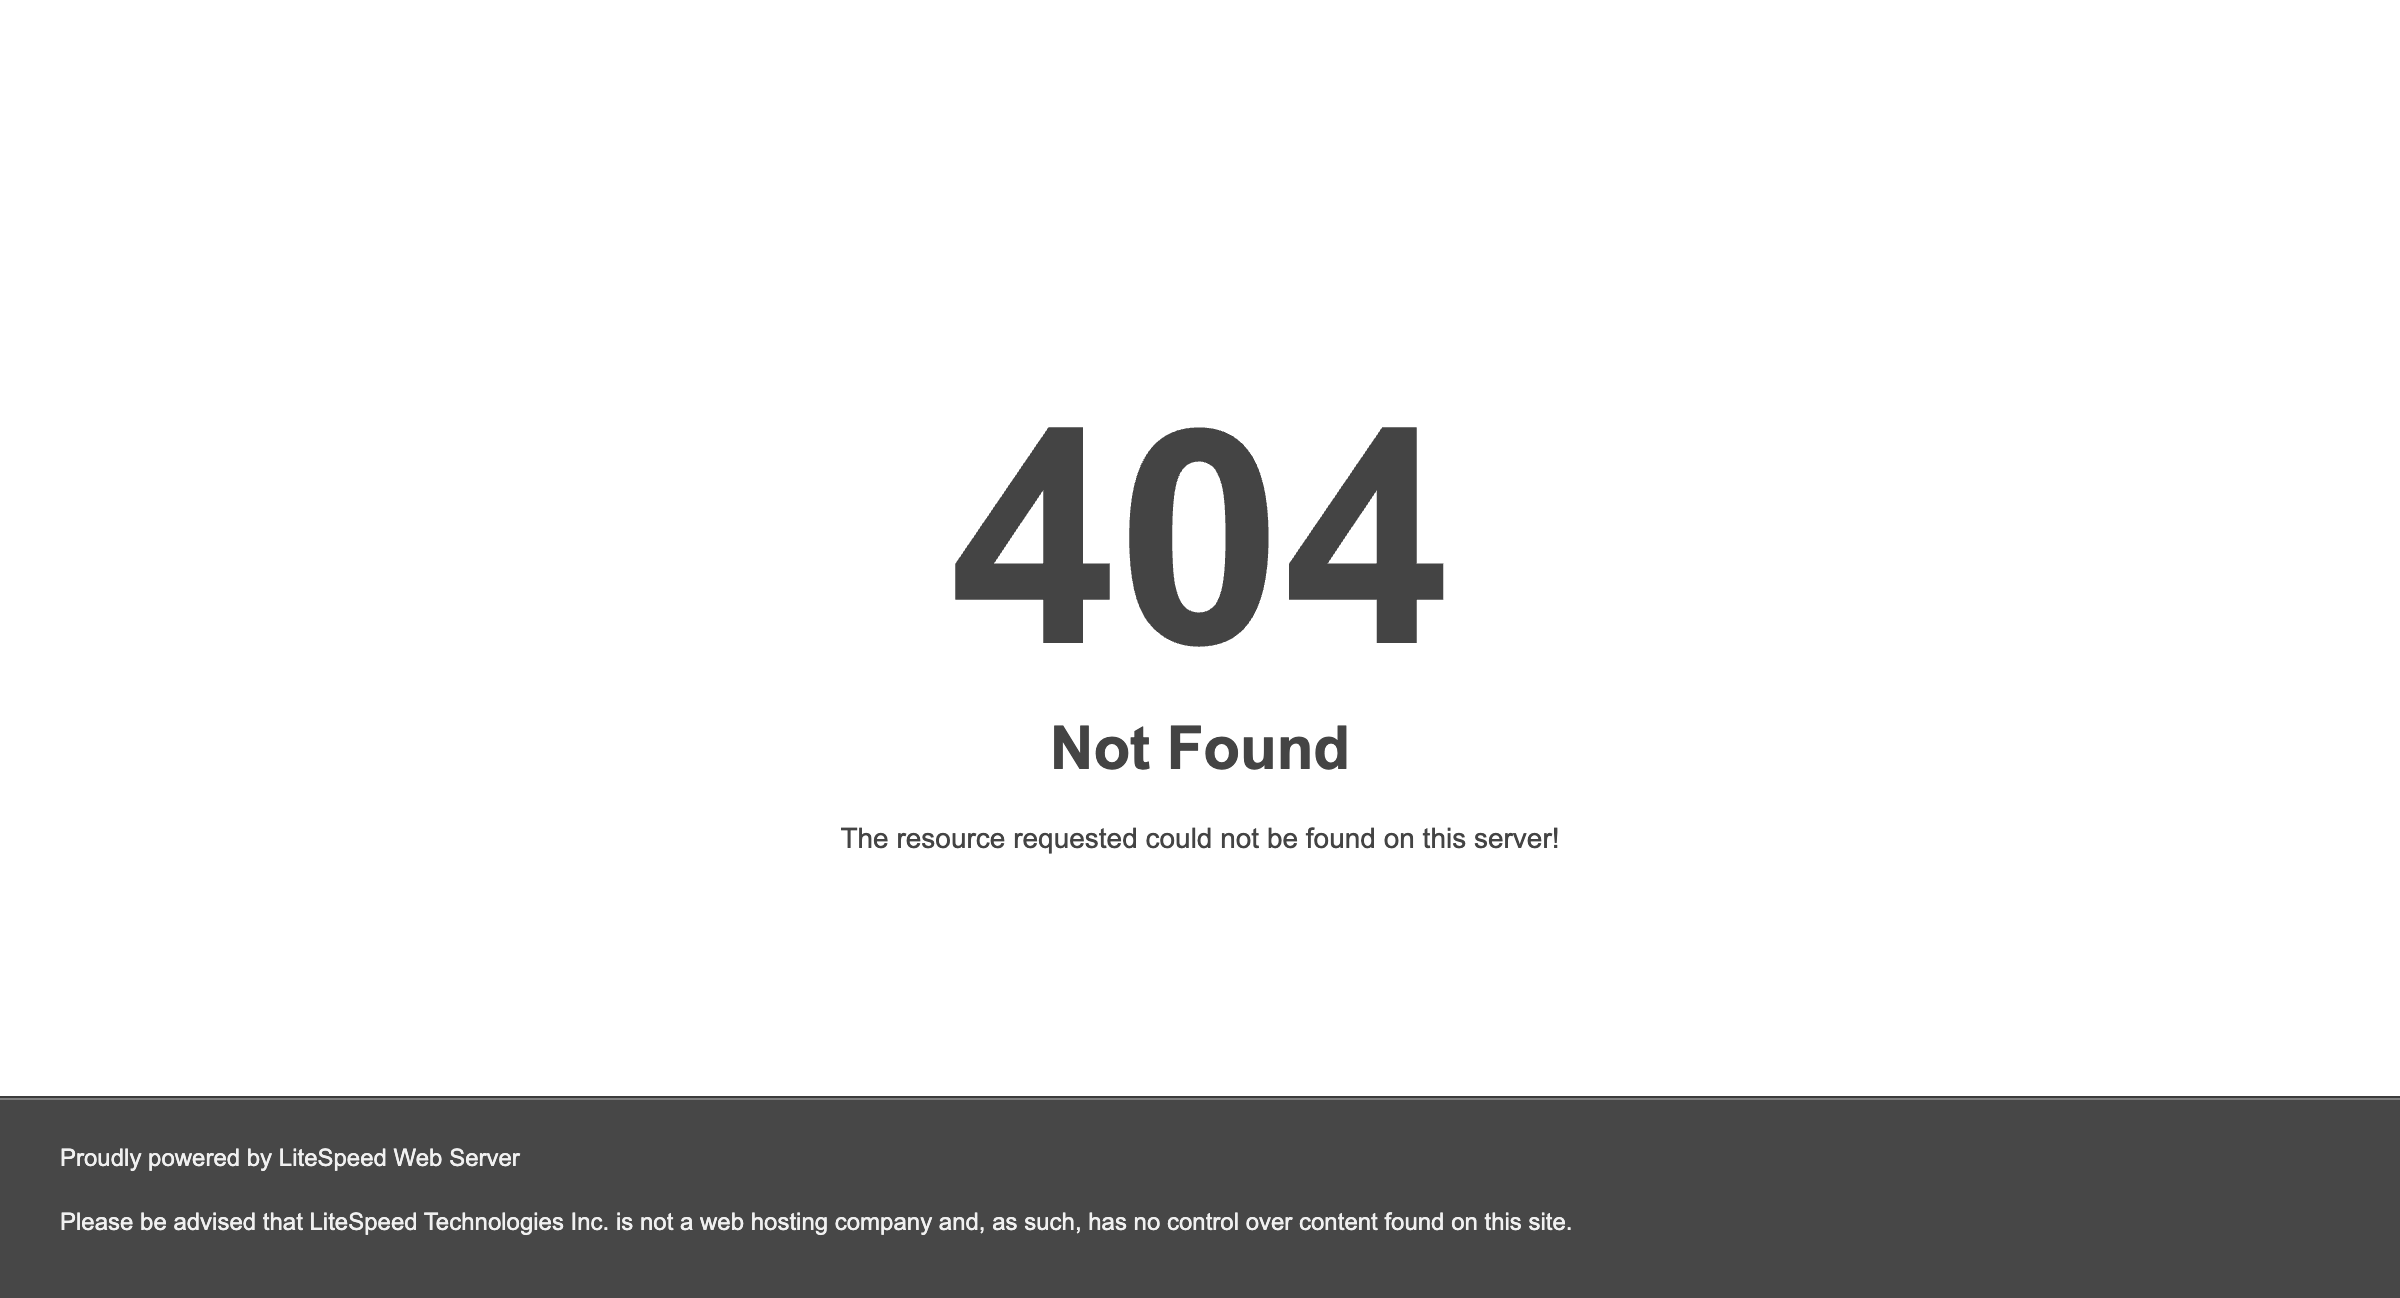 404
Not Found
The resource requested could not be found on this server!
Proudly powered by LiteSpeed Web Server
Please be advised that LiteSpeed Technologies Inc. is not a web hosting company and, as such, has no control over content found on this site.